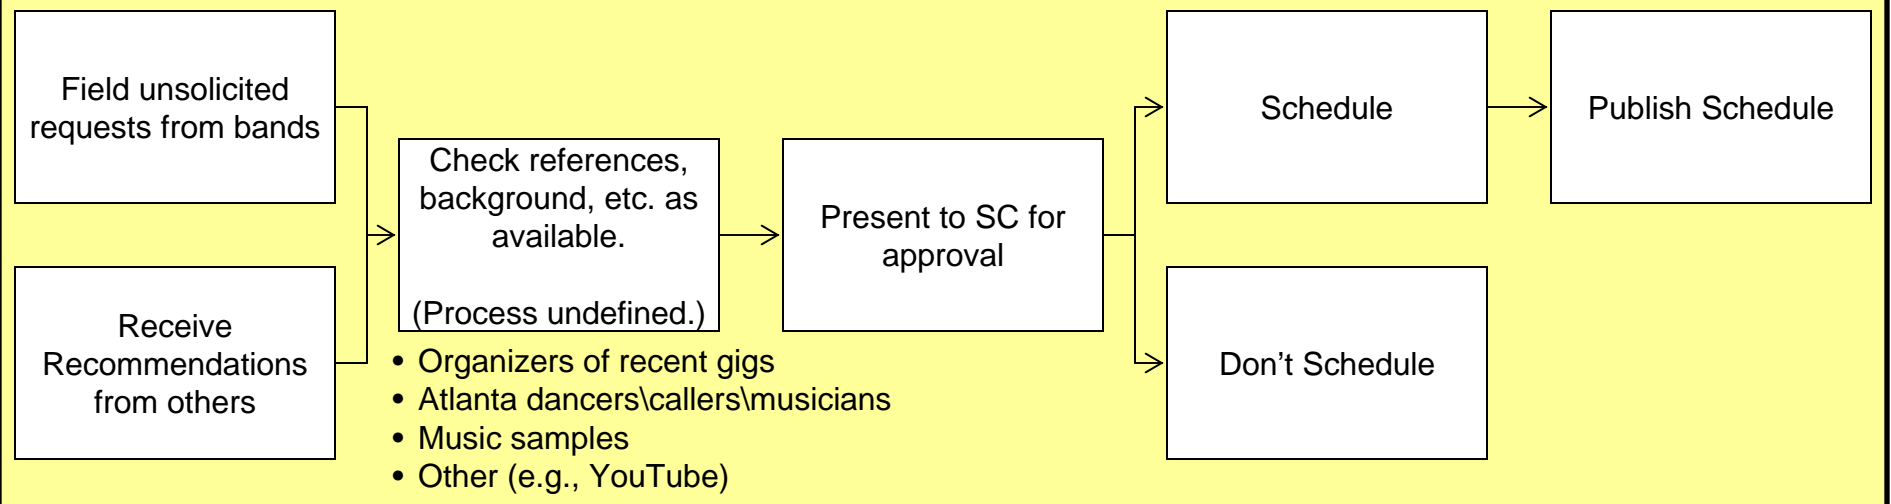 Field unsolicited
requests from bands
Receive
Recommendations
from others
Check references,
background, etc. as
available.
(Process undefined.)
• Organizers of recent gigs
• Atlanta dancers\callers\musicians
• Music samples
• Other (e.g., YouTube)
Present to SC for
approval
Schedule
Don’t Schedule
Publish Schedule